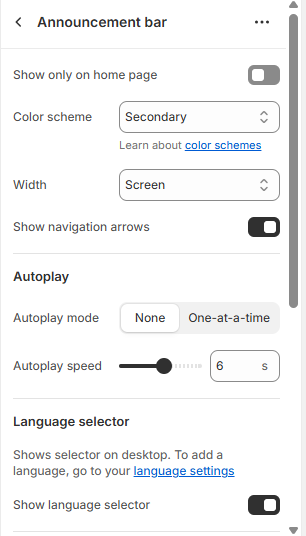 Announcement bar
Show only on home page
Color scheme
Secondary
Learn about color schemes
Width
Screen
Show navigation arrows
Autoplay
Autoplay mode
None
One-at-a-time
Autoplay speed
6 s
Language selector
Shows selector on desktop. To add a
language, go to your language settings
Show language selector